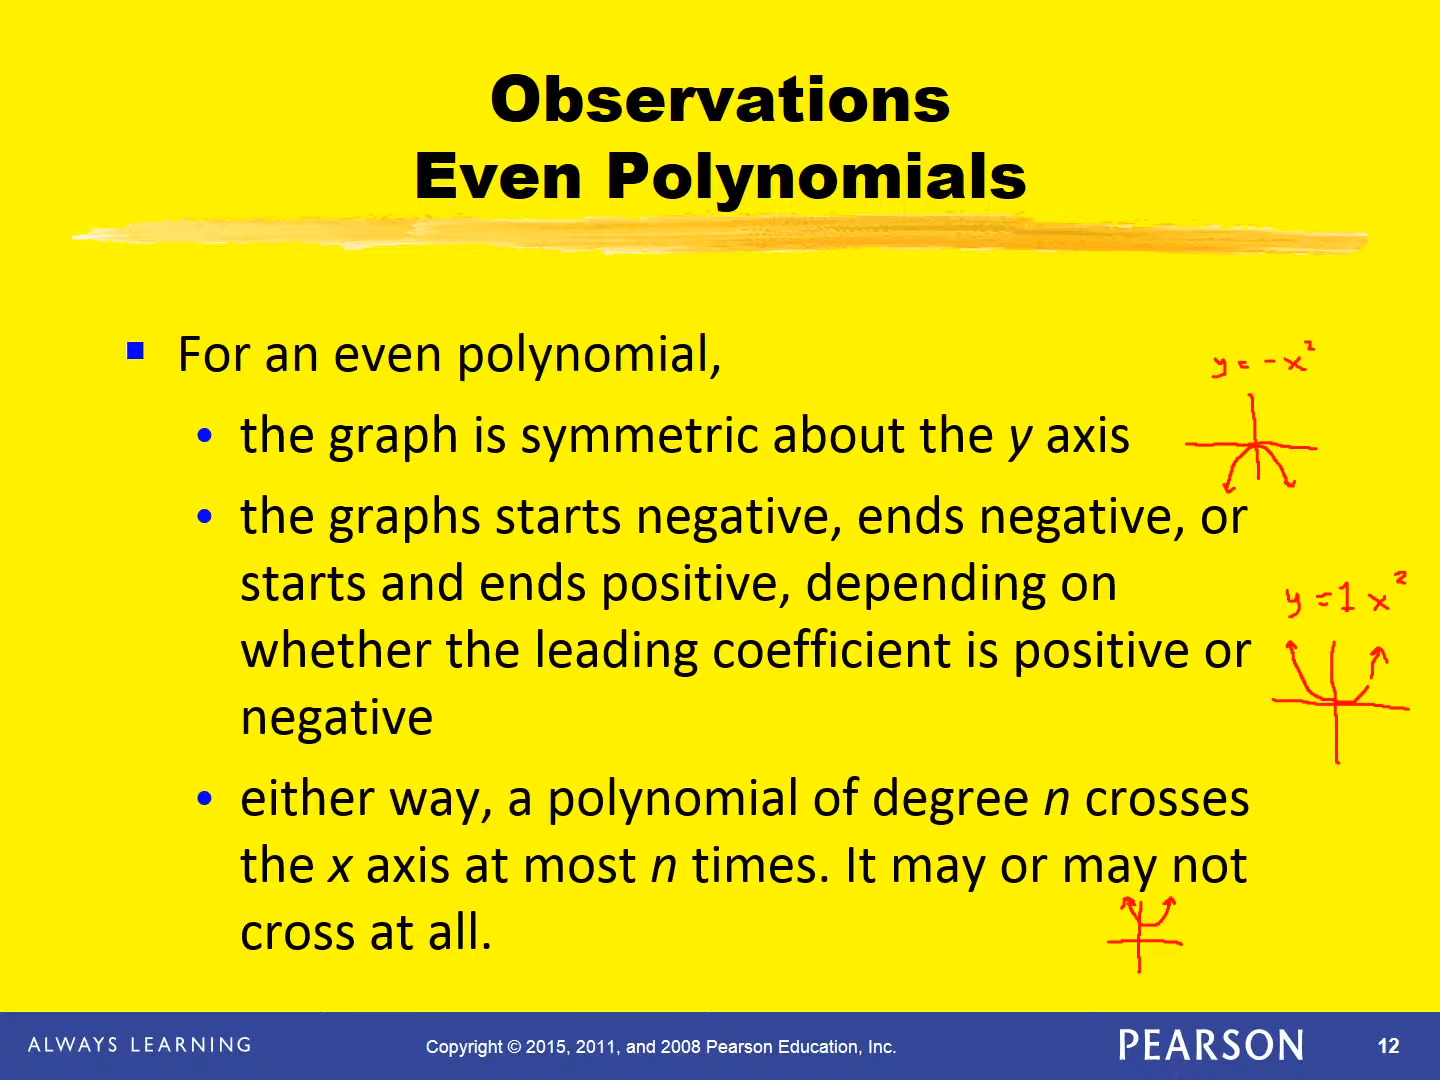 Observations
Even Polynomials
▪ For an even polynomial,
y = -x²
• the graph is symmetric about the y axis
• the graphs starts negative, ends negative, or
starts and ends positive, depending on
y = 1 x²
whether the leading coefficient is positive or
negative
• either way, a polynomial of degree n crosses
the x axis at most n times. It may or may not
cross at all.
ALWAYS LEARNING
Copyright © 2015, 2011, and 2008 Pearson Education, Inc.
PEARSON
12